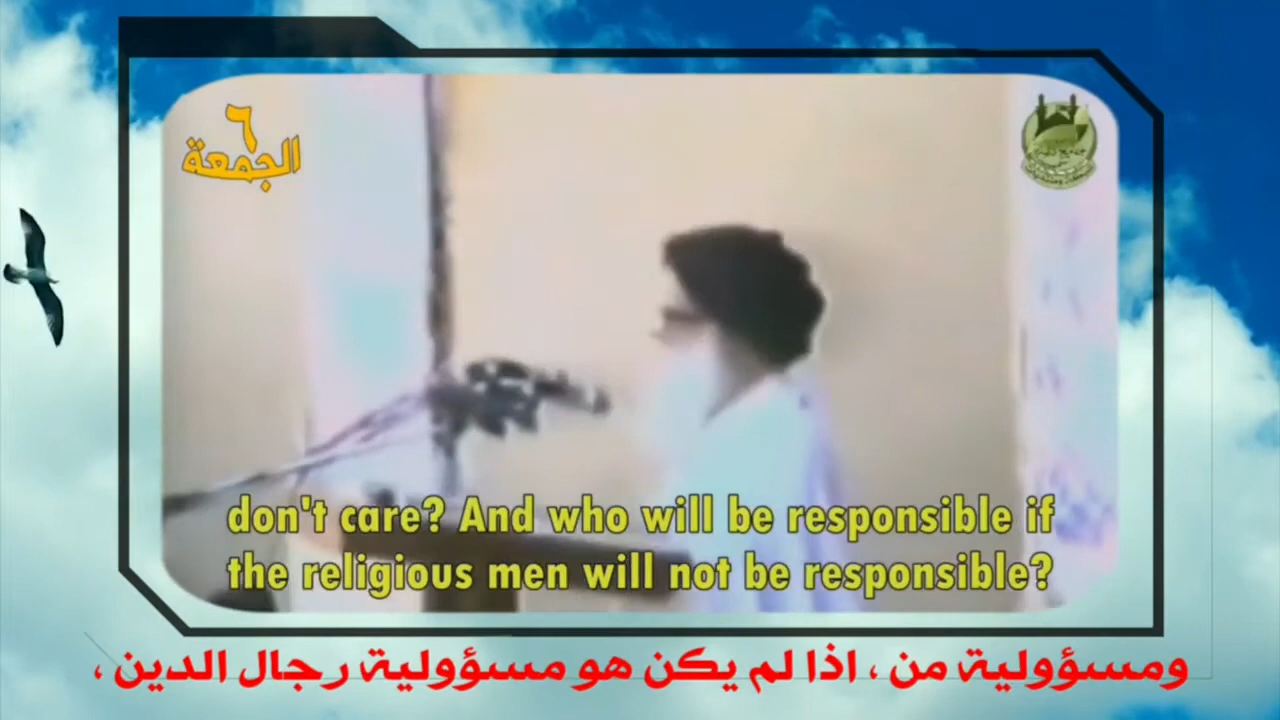 ٦
الجمعة
don't care? And who will be responsible if
the religious men will not be responsible?
ومسؤولية من ، اذا لم يكن هو مسؤولية رجال الدين ،